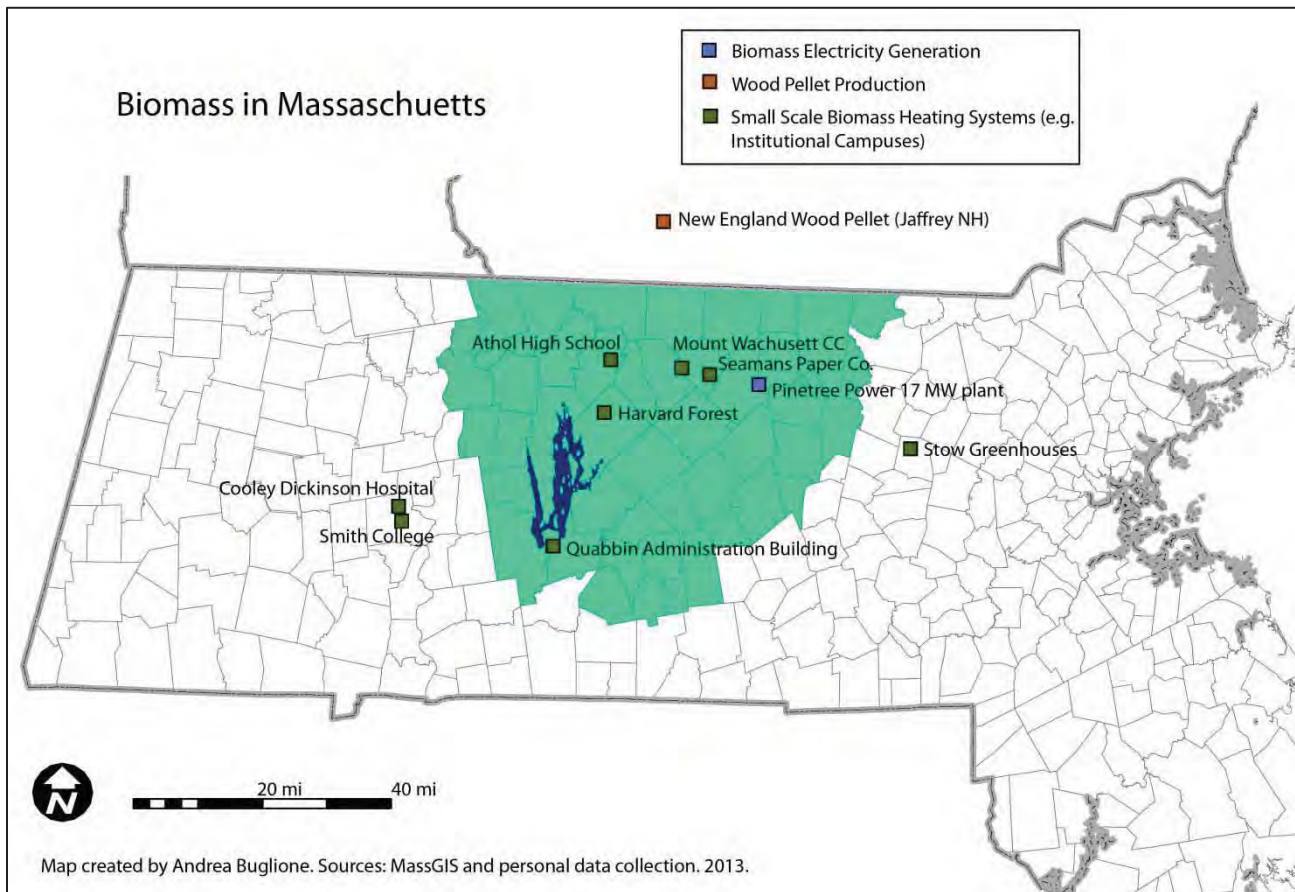 Biomass in Massaschuetts
Biomass Electricity Generation
Wood Pellet Production
Small Scale Biomass Heating Systems (e.g.
Institutional Campuses)
New England Wood Pellet (Jaffrey NH)
Athol High School
Mount Wachusett CC
Seamans Paper Co.
Pinetree Power 17 MW plant
Harvard Forest
Stow Greenhouses
Cooley Dickinson Hospital
Smith College
Quabbin Administration Building
N
20 mi
40 mi
Map created by Andrea Buglione. Sources: MassGIS and personal data collection. 2013.